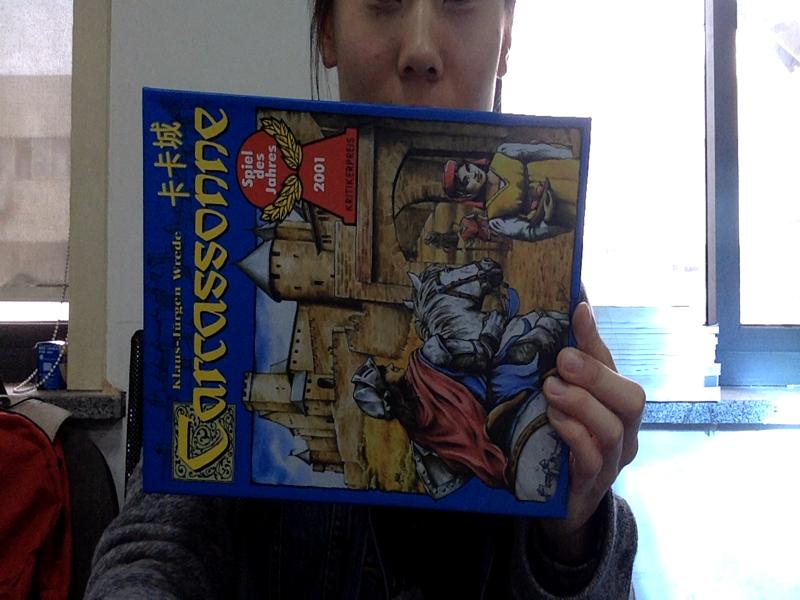 卡卡城
Klaus-Jürgen Wrede
Carcassonne
Spiel
des
Jahres
2001
KRITIKERPREIS